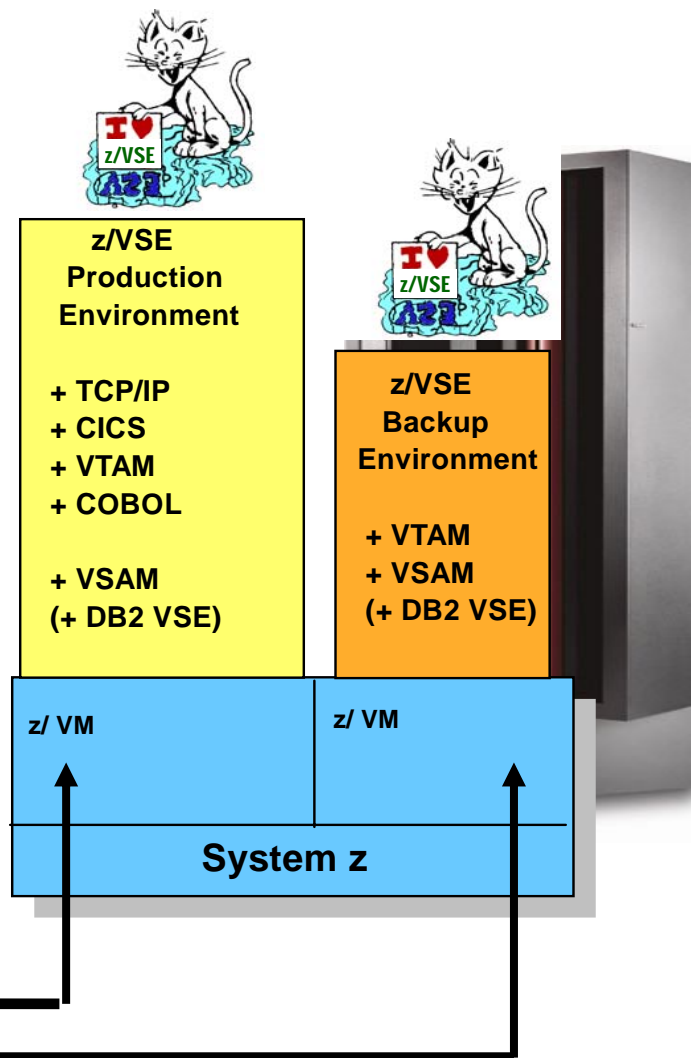 I ♥
z/VSE
I ♥
z/VSE
z/VSE
Production
Environment
+ TCP/IP
+ CICS
+ VTAM
+ COBOL
+ VSAM
(+ DB2 VSE)
z/VSE
Backup
Environment
+ VTAM
+ VSAM
(+ DB2 VSE)
z/ VM
z/ VM
System z